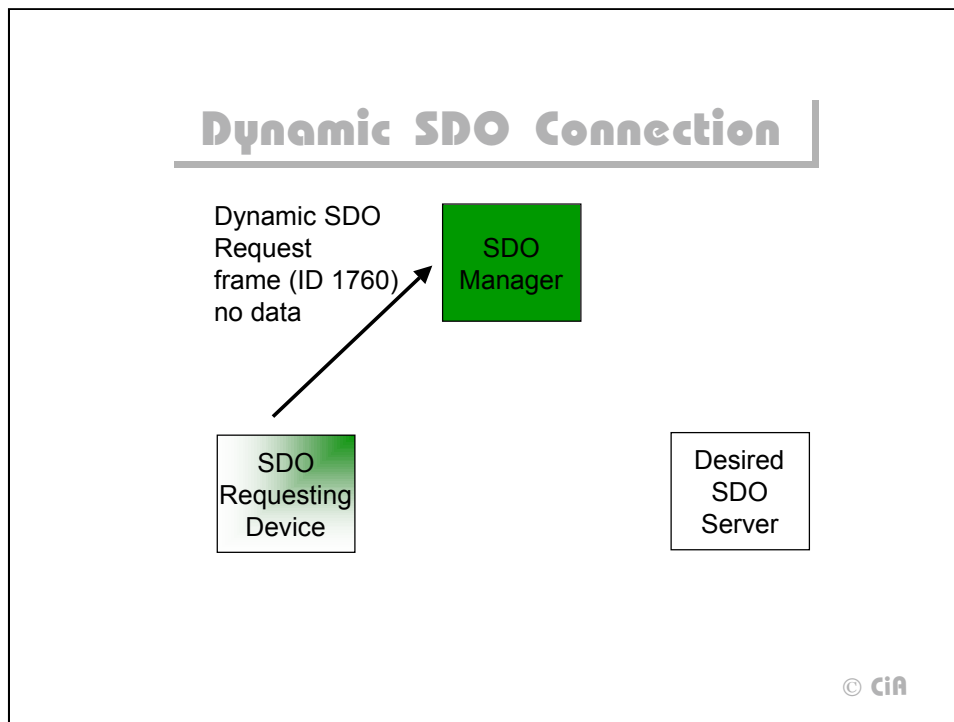 Dynamic SDO Connection
Dynamic SDO
Request
frame (ID 1760)
no data
SDO
Manager
SDO
Requesting
Device
Desired
SDO
Server
© CiA